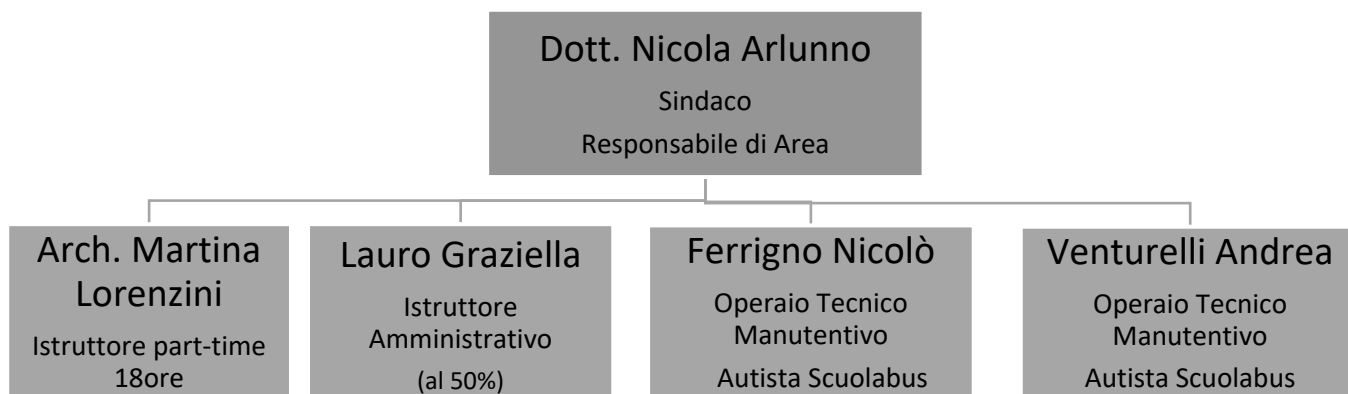 Dott. Nicola Arlunno
Sindaco
Responsabile di Area
Arch. Martina
Lorenzini
Istruttore part-time
18ore
Lauro Graziella
Istruttore
Amministrativo
(al 50%)
Ferrigno Nicolò
Operaio Tecnico
Manutentivo
Autista Scuolabus
Venturelli Andrea
Operaio Tecnico
Manutentivo
Autista Scuolabus